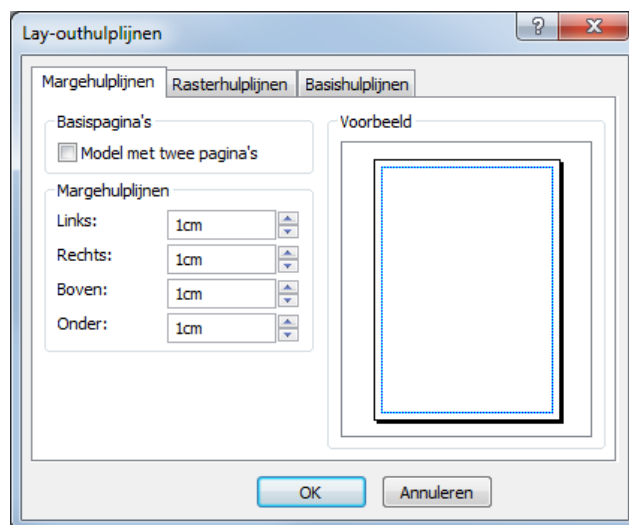 Lay-outhulplijnen
Margehulplijnen Rasterhulplijnen Basishulplijnen
Basispagina's
Model met twee pagina's
Margehulplijnen
Links: 1cm
Rechts: 1cm
Boven: 1cm
Onder: 1cm
Voorbeeld
OK Annuleren